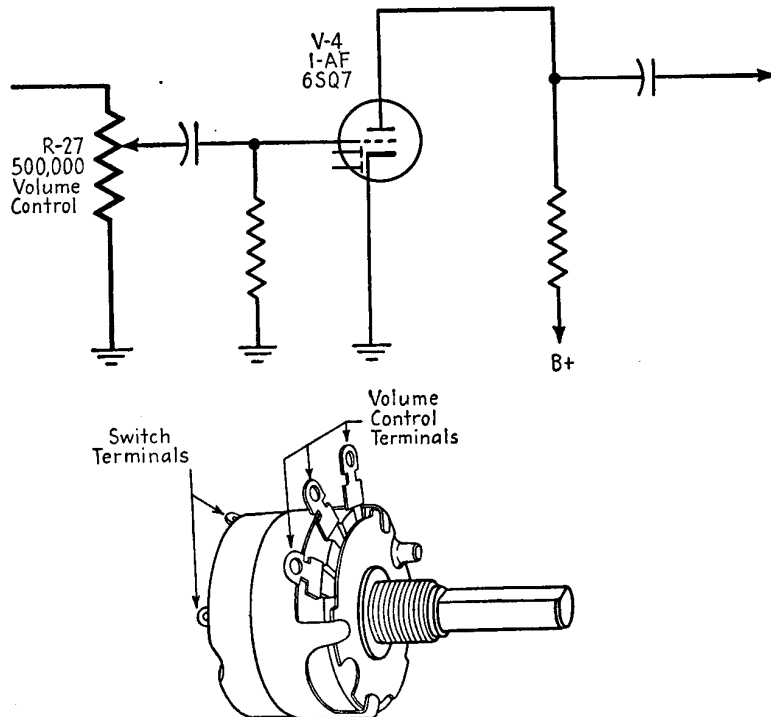 V-4
1-AF
6SQ7
R-27
500,000
Volume
Control
B+
Volume
Control
Terminals
Switch
Terminals